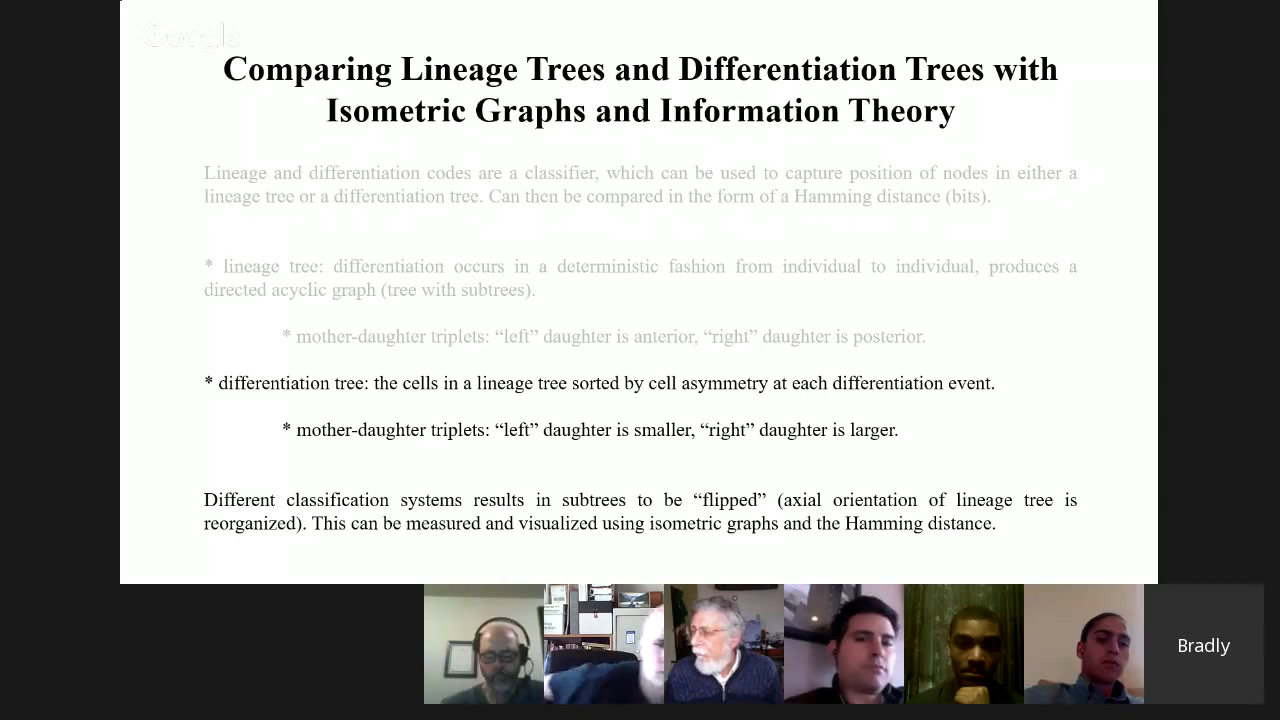 Google
Comparing Lineage Trees and Differentiation Trees with
Isometric Graphs and Information Theory
Lineage and differentiation codes are a classifier, which can be used to capture position of nodes in either a
lineage tree or a differentiation tree. Can then be compared in the form of a Hamming distance (bits).
* lineage tree: differentiation occurs in a deterministic fashion from individual to individual, produces a
directed acyclic graph (tree with subtrees).
* mother-daughter triplets: “left” daughter is anterior, “right” daughter is posterior.
* differentiation tree: the cells in a lineage tree sorted by cell asymmetry at each differentiation event.
* mother-daughter triplets: “left” daughter is smaller, “right” daughter is larger.
Different classification systems results in subtrees to be “flipped” (axial orientation of lineage tree is
reorganized). This can be measured and visualized using isometric graphs and the Hamming distance.
Bradly